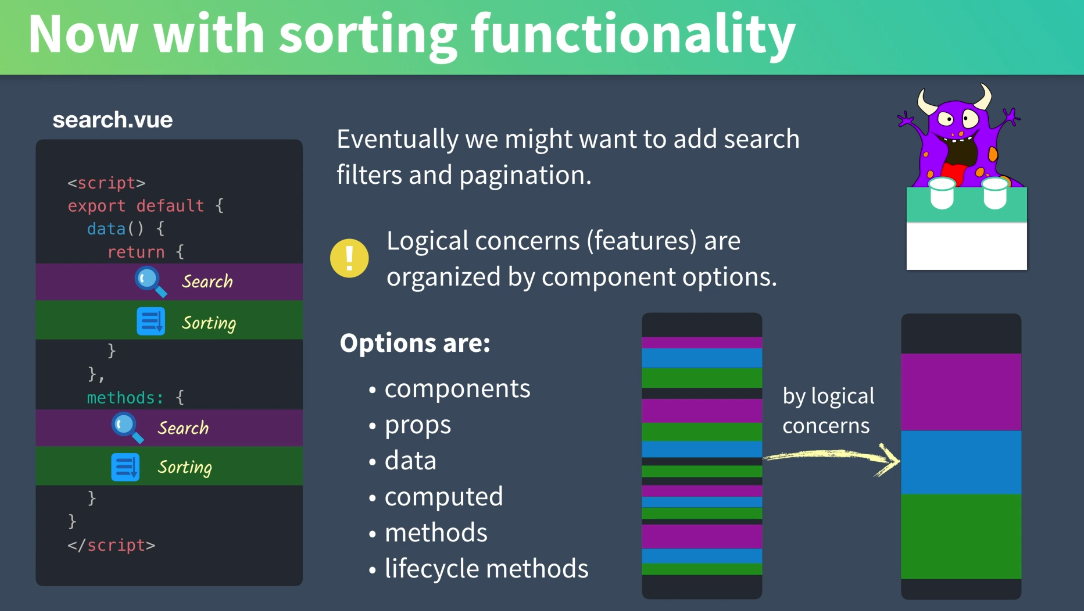 Now with sorting functionality
search.vue
<script>
export default {
data() {
return {
Search
Sorting
}
},
methods: {
Search
Sorting
}
}
</script>
Eventually we might want to add search
filters and pagination.
!
Logical concerns (features) are
organized by component options.
Options are:
• components
• props
• data
• computed
• methods
• lifecycle methods
by logical
concerns